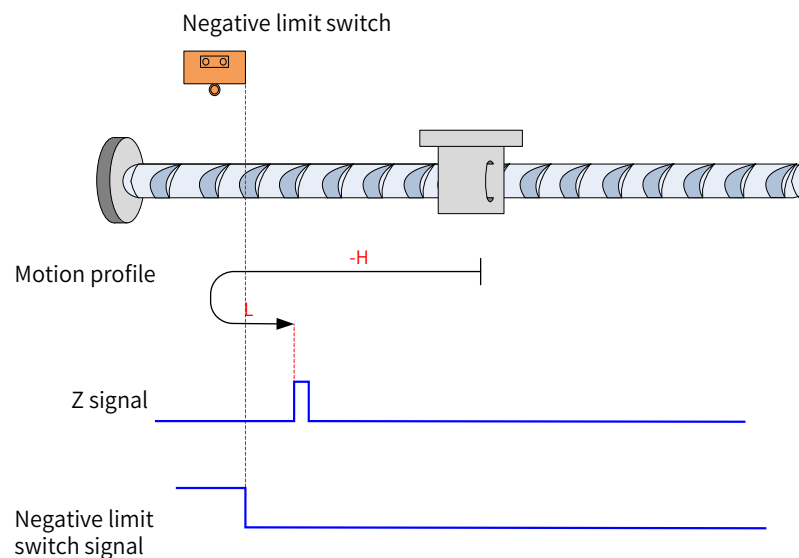 Negative limit switch
-H
Motion profile
L
Z signal
Negative limit
switch signal